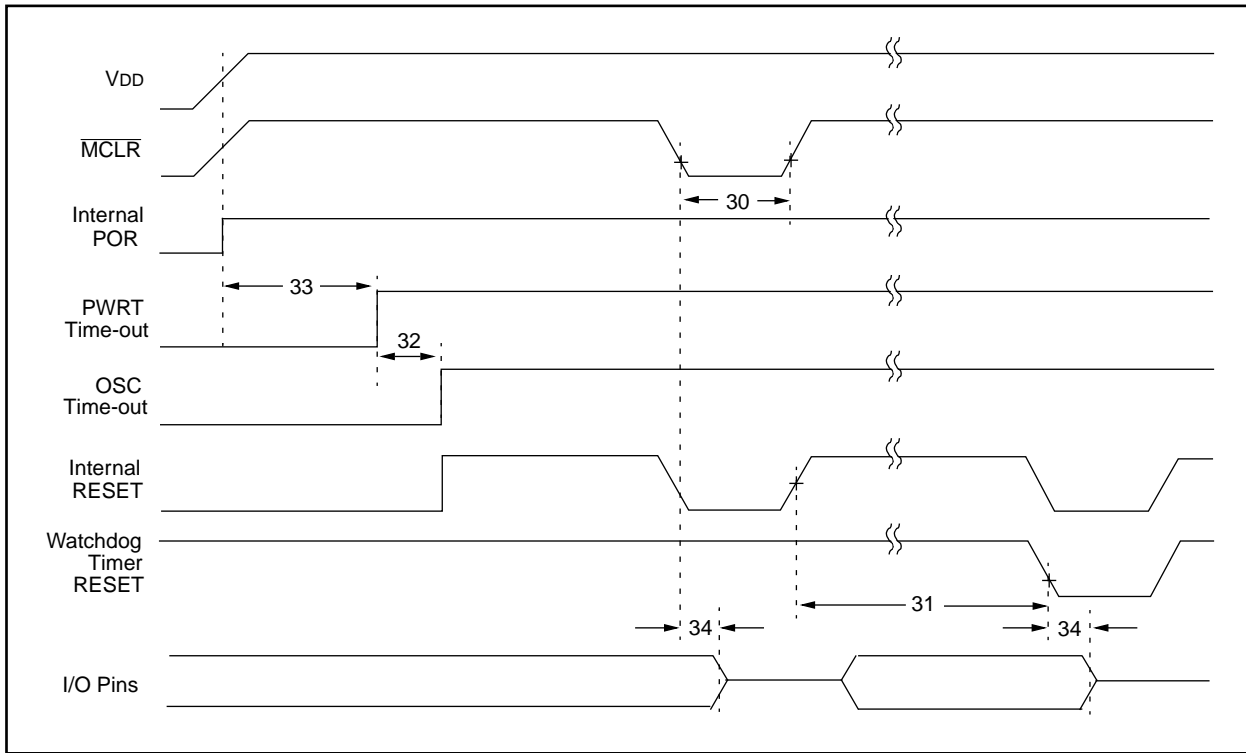 VDD
MCLR
30
Internal
POR
33
PWRT
Time-out
32
OSC
Time-out
Internal
RESET
Watchdog
Timer
RESET
31
34
34
I/O Pins